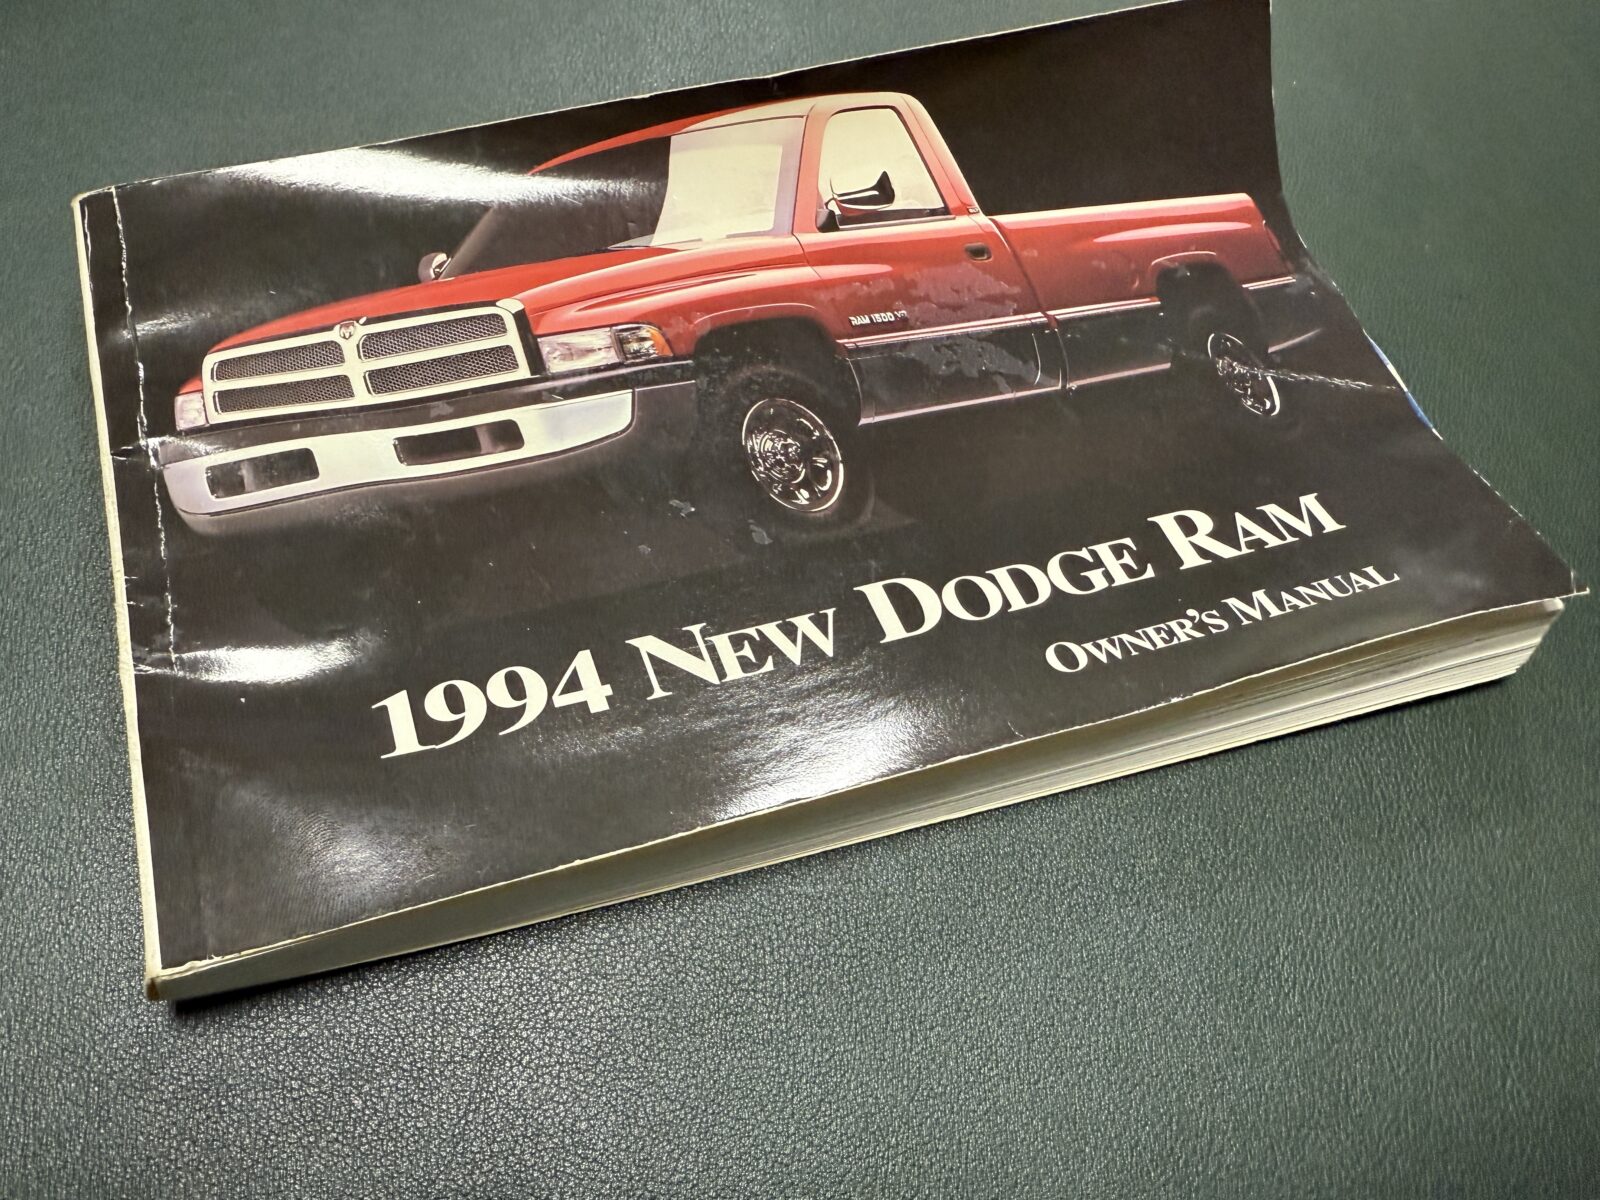 RAM 1500
1994 NEW DODGE RAM
OWNER'S MANUAL